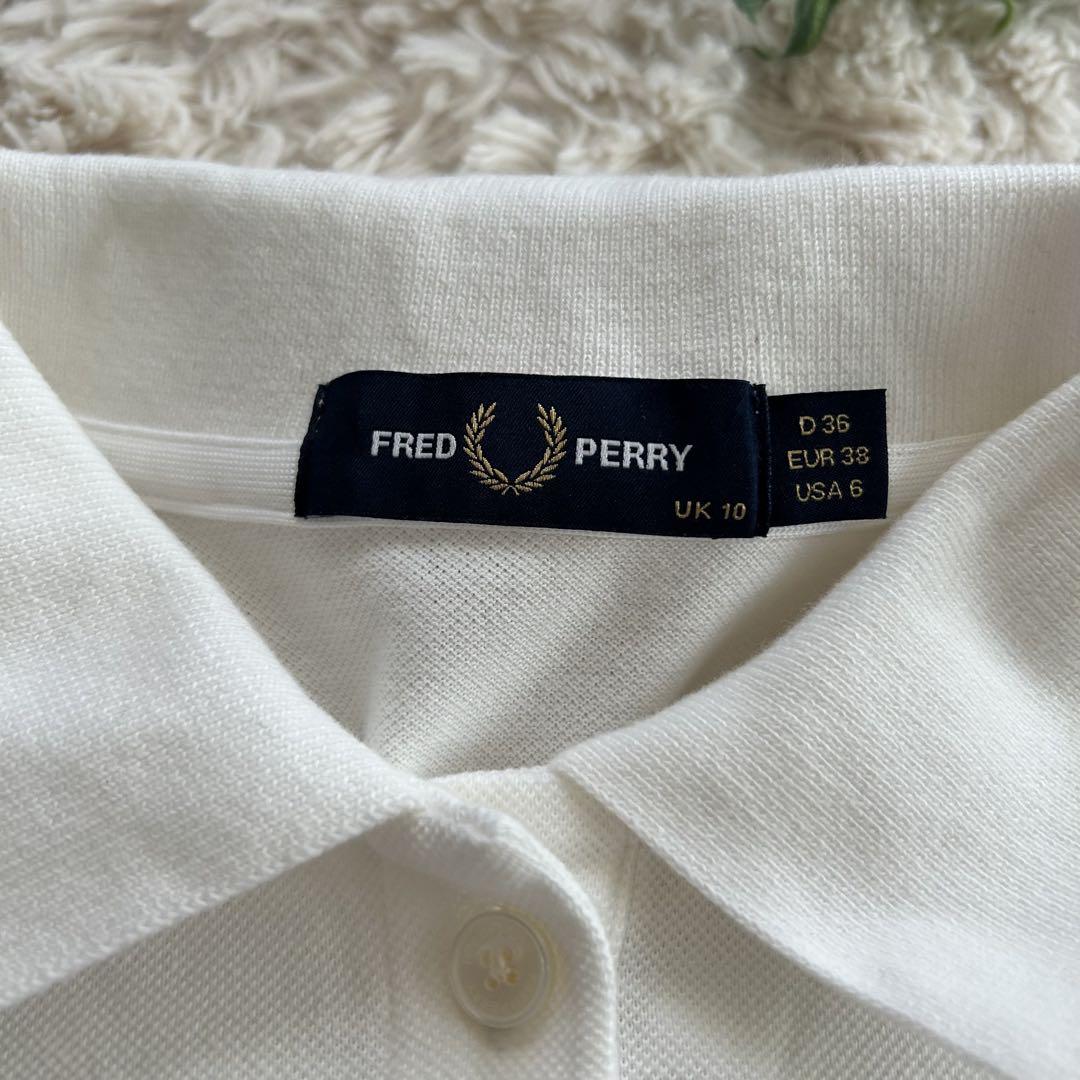 FRED PERRY
UK 10
D 36
EUR 38
USA 6